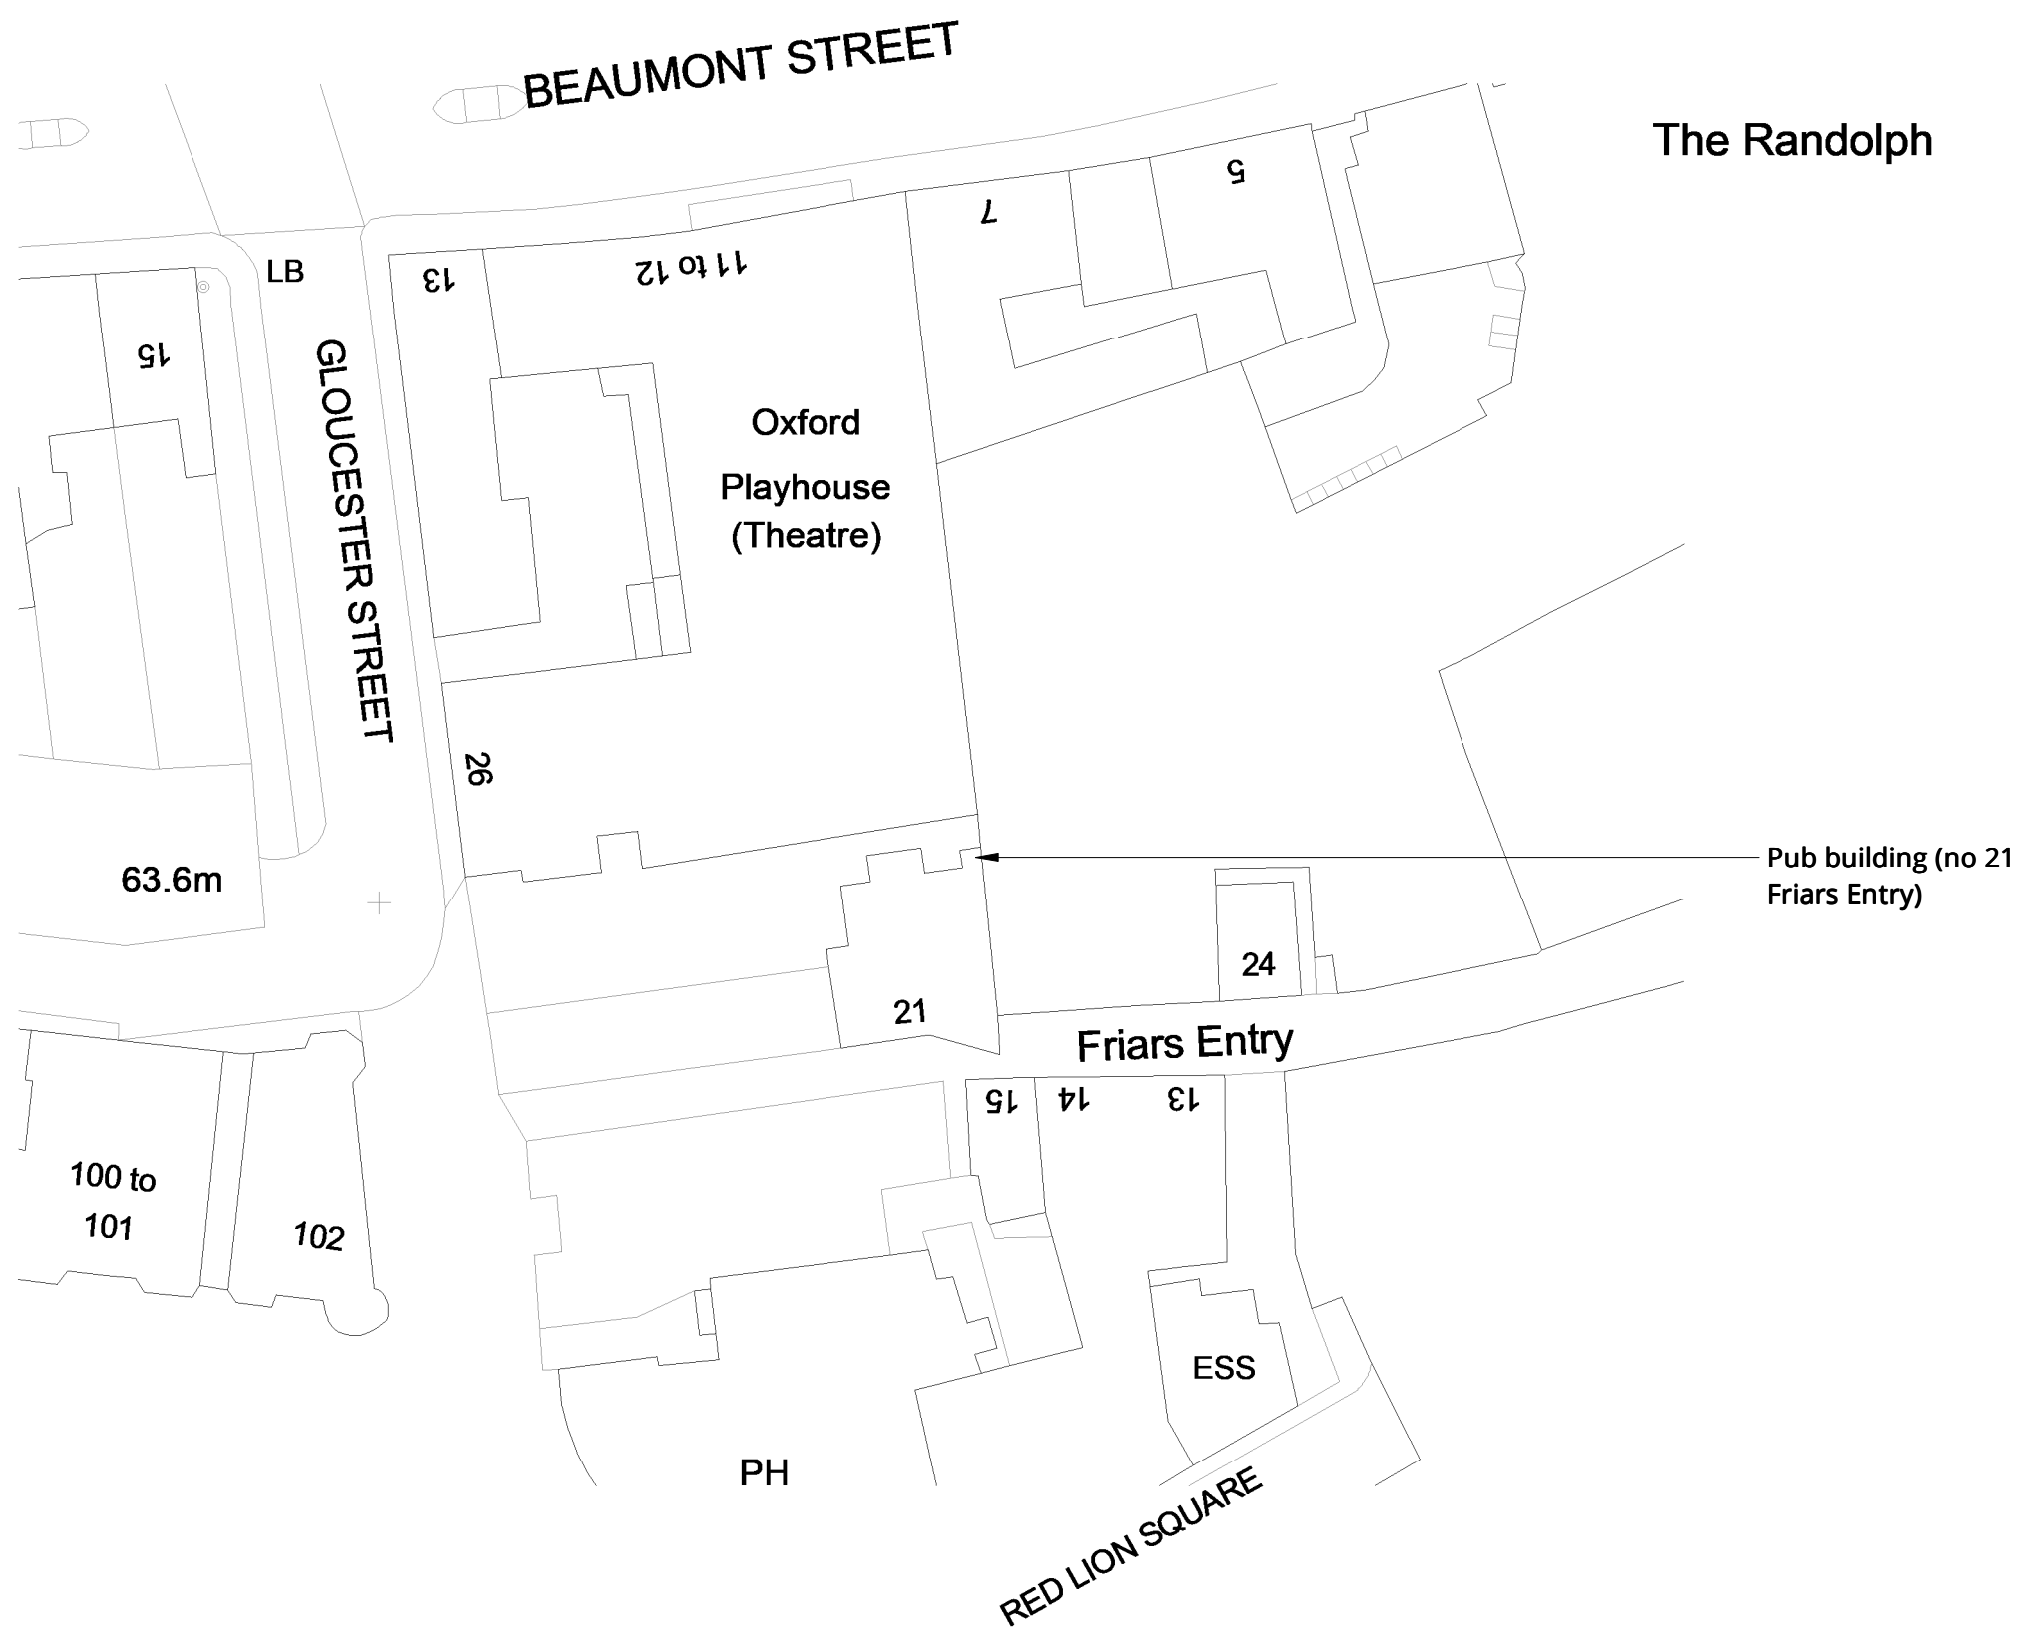 BEAUMONT STREET
The Randolph
5
7
LB
13
11 to 12
15
GLOUCESTER STREET
Oxford
Playhouse
(Theatre)
26
63.6m
Pub building (no 21
Friars Entry)
24
21
Friars Entry
15
14
13
100 to
101
102
ESS
PH
RED LION SQUARE